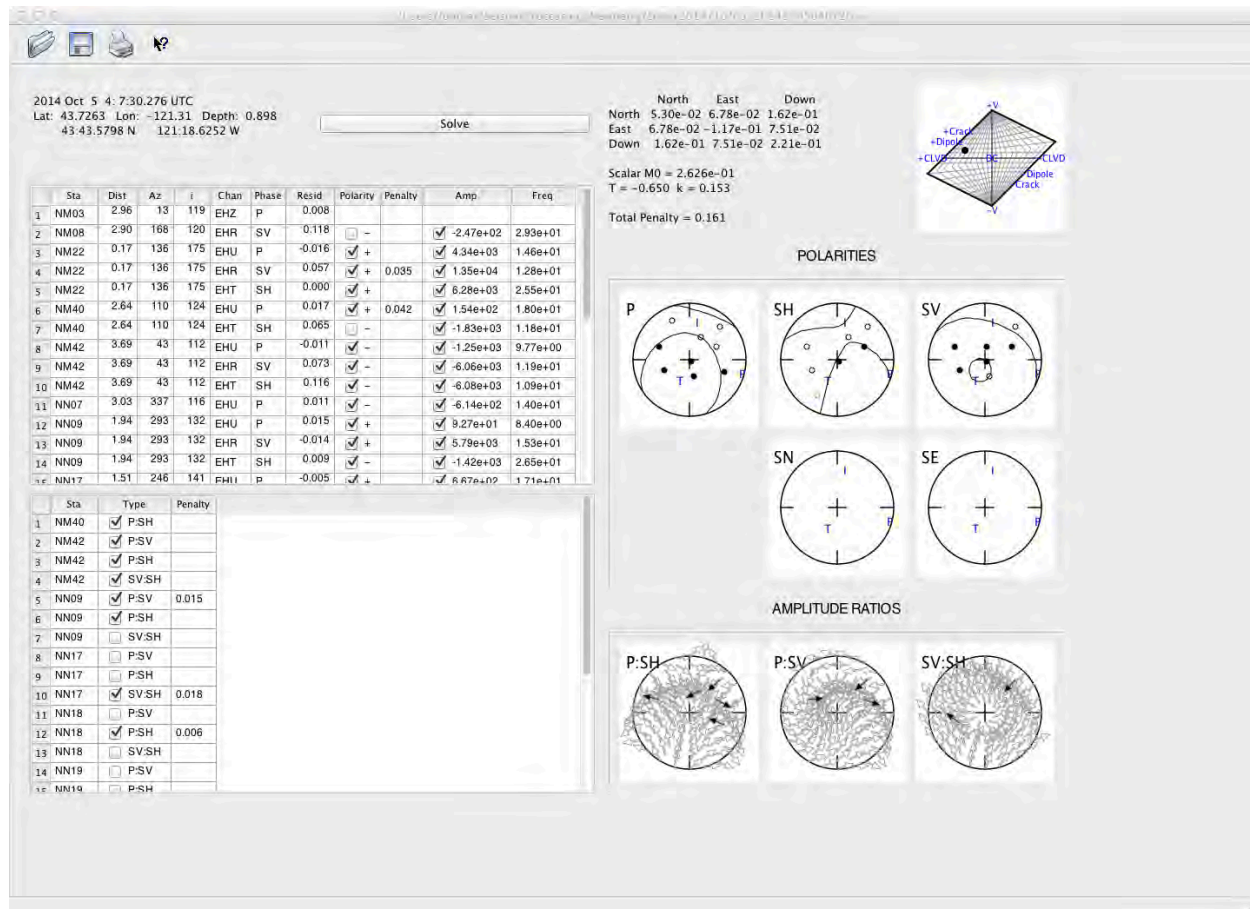 2014 Oct 5 4: 7:30.276 UTC
Lat: 43.7263 Lon: -121.31 Depth: 0.898
43:43.5798 N 121:18.6252 W
Solve
Sta Dist Az i Chan Phase Resid Polarity Penalty Amp Freq
1 NM03 2.96 13 119 EHZ P 0.008
2 NM08 2.90 168 120 EHR SV 0.118 - -2.47e+02 2.93e+01
3 NM22 0.17 136 175 EHU P -0.016 + 4.34e+03 1.46e+01
4 NM22 0.17 136 175 EHR SV 0.057 + 0.035 1.35e+04 1.28e+01
5 NM22 0.17 136 175 EHT SH 0.000 + 6.28e+03 2.55e+01
6 NM40 2.64 110 124 EHU P 0.017 + 0.042 1.54e+02 1.80e+01
7 NM40 2.64 110 124 EHT SH 0.065 - -1.83e+03 1.18e+01
8 NM42 3.69 43 112 EHU P -0.011 - -1.25e+03 9.77e+00
9 NM42 3.69 43 112 EHR SV 0.073 - -6.06e+03 1.19e+01
10 NM42 3.69 43 112 EHT SH 0.116 - -6.08e+03 1.09e+01
11 NN07 3.03 337 116 EHU P 0.011 - -6.14e+02 1.40e+01
12 NN09 1.94 293 132 EHU P 0.015 + 9.27e+01 8.40e+00
13 NN09 1.94 293 132 EHR SV -0.014 + 5.79e+03 1.53e+01
14 NN09 1.94 293 132 EHT SH 0.009 - -1.42e+03 2.65e+01
15 NN17 1.51 246 141 EHU P -0.005 + 6.67e+02 1.71e+01
Sta Type Penalty
1 NM40 P:SH
2 NM42 P:SV
3 NM42 P:SH
4 NM42 SV:SH
5 NN09 P:SV 0.015
6 NN09 P:SH
7 NN09 SV:SH
8 NN17 P:SV
9 NN17 P:SH
10 NN17 SV:SH 0.018
11 NN18 P:SV
12 NN18 P:SH 0.006
13 NN18 SV:SH
14 NN19 P:SV
15 NN19 P:SH
North East Down
North 5.30e-02 6.78e-02 1.62e-01
East 6.78e-02 -1.17e-01 7.51e-02
Down 1.62e-01 7.51e-02 2.21e-01
Scalar M0 = 2.626e-01
T = -0.650 k = 0.153
Total Penalty = 0.161
+V
+Crack
+Dipole
+CLVD DC -CLVD
Dipole
Crack
-V
POLARITIES
P SH SV
I I I
T P T P T P
SN SE
I I
T P T P
AMPLITUDE RATIOS
P:SH P:SV SV:SH